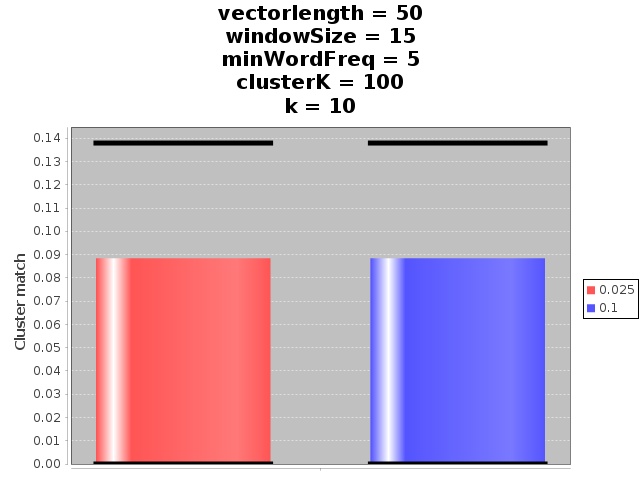 vectorlength = 50
windowSize = 15
minWordFreq = 5
clusterK = 100
k = 10
0.14
0.13
0.12
0.11
0.10
0.09
0.08
0.07
0.06
0.05
0.04
0.03
0.02
0.01
0.00
Cluster match
0.025
0.1